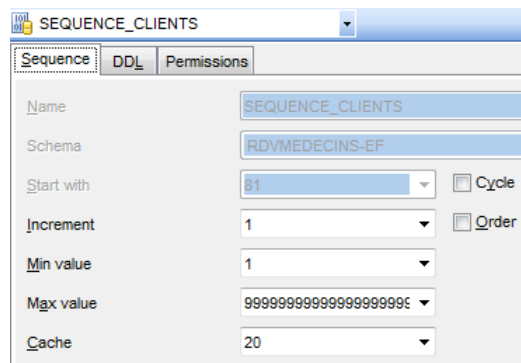 SEQUENCE_CLIENTS
Sequence DDL Permissions
Name SEQUENCE_CLIENTS
Schema RDVMEDECINS-EF
Start with 81 Cycle
Increment 1 Order
Min value 1
Max value 99999999999999999999
Cache 20